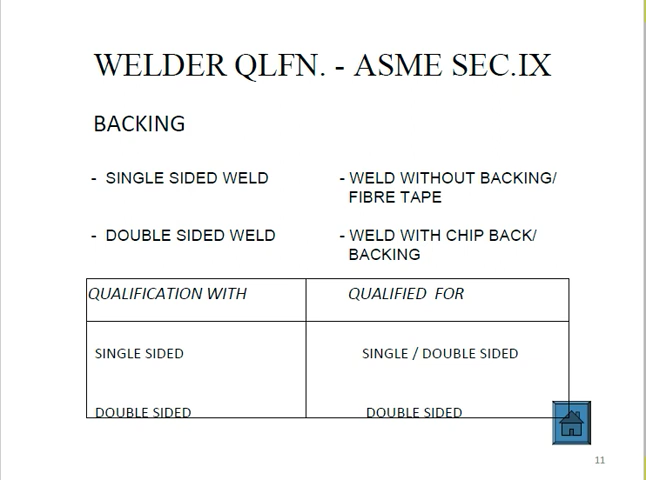 WELDER QLFN. - ASME SEC.IX
BACKING
- SINGLE SIDED WELD - WELD WITHOUT BACKING/
FIBRE TAPE
- DOUBLE SIDED WELD - WELD WITH CHIP BACK/
BACKING
QUALIFICATION WITH QUALIFIED FOR
SINGLE SIDED SINGLE / DOUBLE SIDED
DOUBLE SIDED DOUBLE SIDED
11